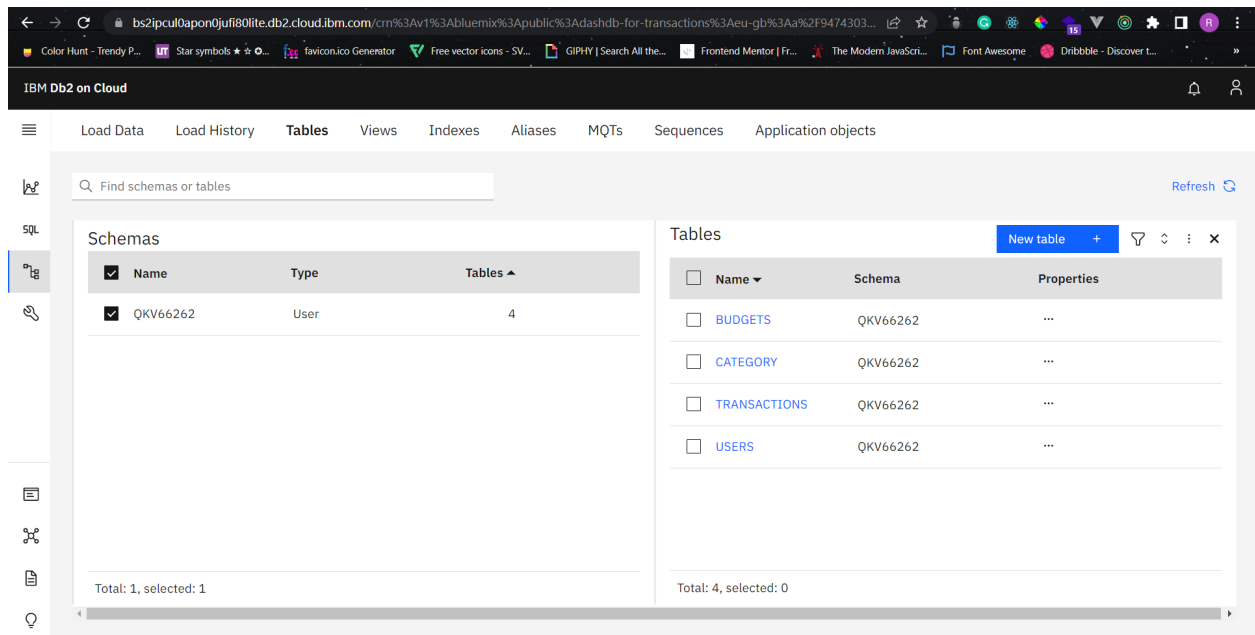 bs2ipcul0apon0jufi80lite.db2.cloud.ibm.com/crn%3Av1%3Abluemix%3Apublic%3Adashdb-for-transactions%3Aeu-gb%3Aa%2F9474303...
15
R
Color Hunt - Trendy P...
UT Star symbols ★ ☆ ✪...
favicon.ico Generator
Free vector icons - SV...
GIPHY | Search All the...
Frontend Mentor | Fr...
The Modern JavaScri...
Font Awesome
Dribbble - Discover t...
»
IBM Db2 on Cloud
Load Data Load History Tables Views Indexes Aliases MQTs Sequences Application objects
Find schemas or tables
Refresh
SQL
Schemas
Name Type Tables
QKV66262 User 4
Total: 1, selected: 1
Tables
New table +
Name Schema Properties
BUDGETS QKV66262 ...
CATEGORY QKV66262 ...
TRANSACTIONS QKV66262 ...
USERS QKV66262 ...
Total: 4, selected: 0